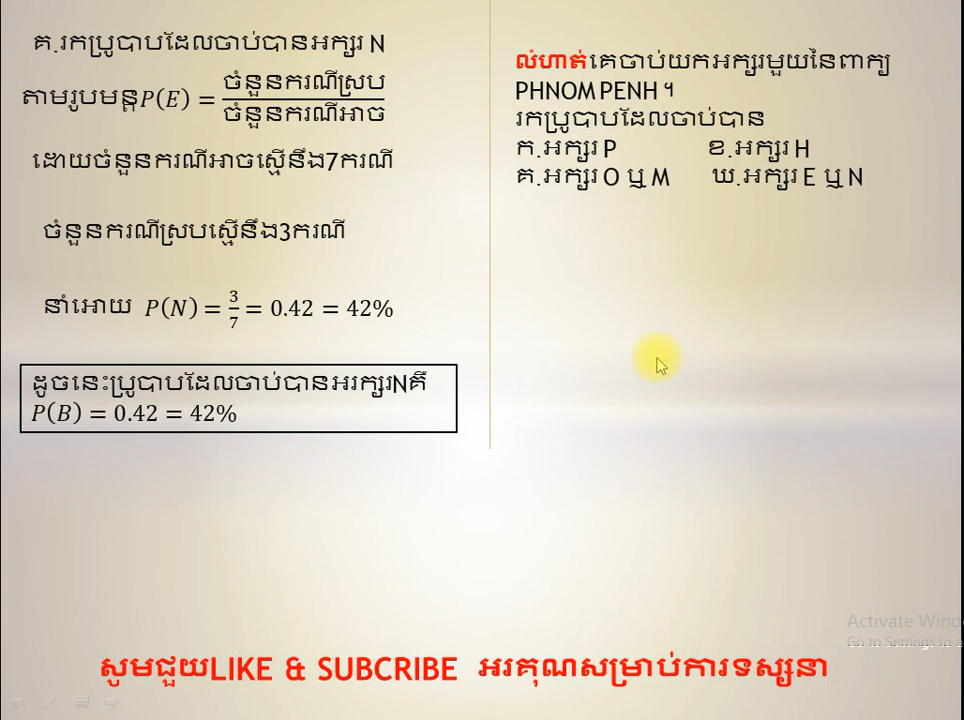 គ.រកប្រូបាបដែលចាប់បានអក្សរ N
តាមរូបមន្ត P(E) = ចំនួនករណីស្រប / ចំនួនករណីអាច
ដោយចំនួនករណីអាចស្មើនឹង7ករណី
ចំនួនករណីស្របស្មើនឹង3ករណី
នាំអោយ P(N) = 3/7 = 0.42 = 42%
ដូចនេះប្រូបាបដែលចាប់បានអរក្សរNគឺ
P(B) = 0.42 = 42%
លំហាត់គេចាប់យកអក្សរមួយនៃពាក្យ
PHNOM PENH ។
រកប្រូបាបដែលចាប់បាន
ក.អក្សរ P ខ.អក្សរ H
គ.អក្សរ O ឬ M ឃ.អក្សរ E ឬ N
Activate Wind
Go to Settings to a
សូមជួយLIKE & SUBCRIBE អរគុណសម្រាប់ការទស្សនា